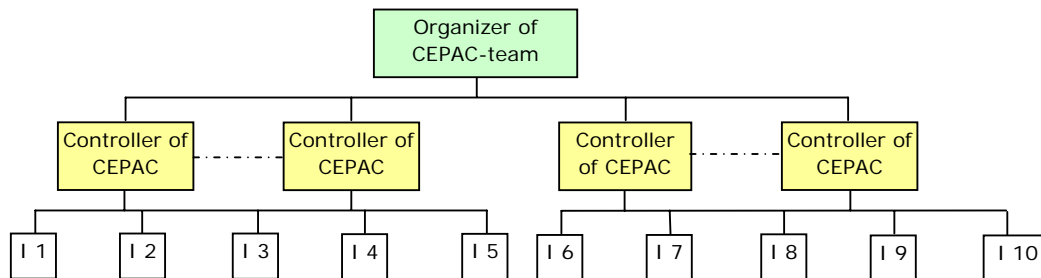 Organizer of
CEPAC-team
Controller of
CEPAC
Controller of
CEPAC
Controller
of CEPAC
Controller of
CEPAC
I 1
I 2
I 3
I 4
I 5
I 6
I 7
I 8
I 9
I 10